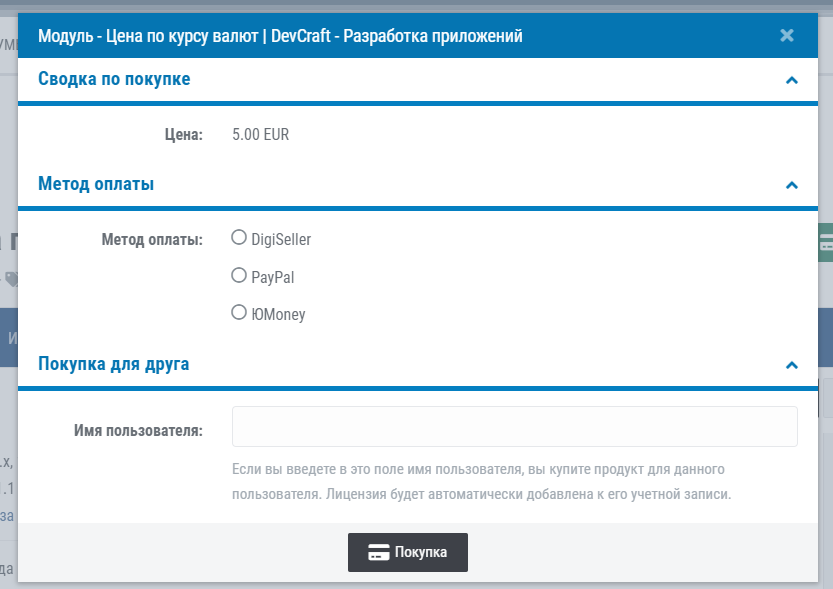 Модуль - Цена по курсу валют | DevCraft - Разработка приложений
Сводка по покупке
Цена: 5.00 EUR
Метод оплаты
Метод оплаты: DigiSeller
PayPal
ЮMoney
Покупка для друга
Имя пользователя:
Если вы введете в это поле имя пользователя, вы купите продукт для данного
пользователя. Лицензия будет автоматически добавлена к его учетной записи.
Покупка